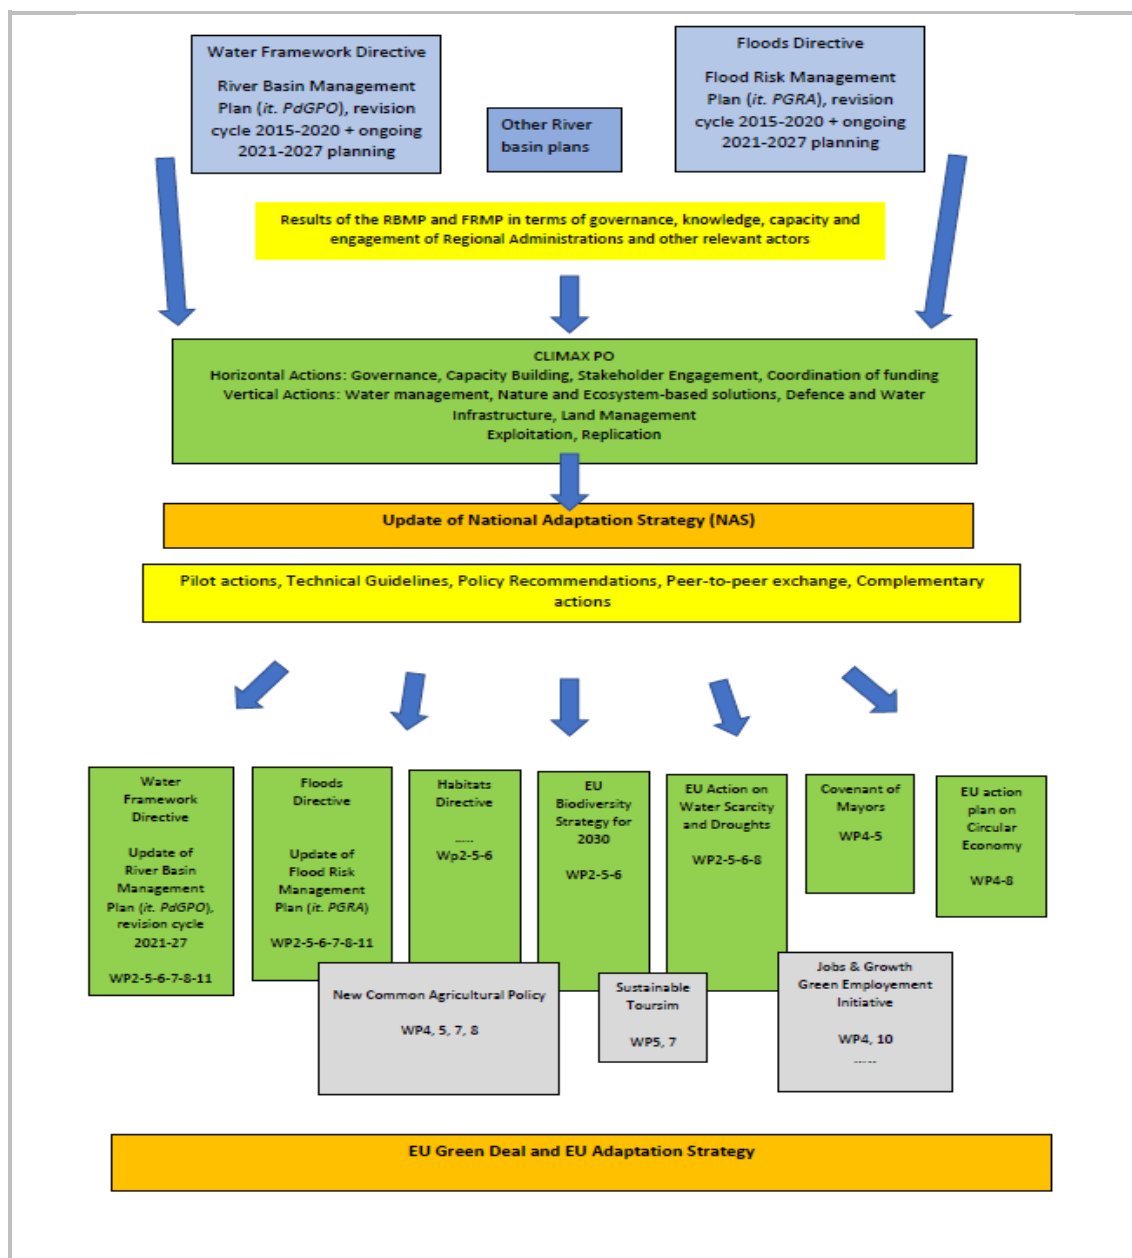 Water Framework Directive
River Basin Management
Plan (it. PdGPO), revision
cycle 2015-2020 + ongoing
2021-2027 planning
Other River
basin plans
Floods Directive
Flood Risk Management
Plan (it. PGRA), revision
cycle 2015-2020 + ongoing
2021-2027 planning
Results of the RBMP and FRMP in terms of governance, knowledge, capacity and
engagement of Regional Administrations and other relevant actors
CLIMAX PO
Horizontal Actions: Governance, Capacity Building, Stakeholder Engagement, Coordination of funding
Vertical Actions: Water management, Nature and Ecosystem-based solutions, Defence and Water
Infrastructure, Land Management
Exploitation, Replication
Update of National Adaptation Strategy (NAS)
Pilot actions, Technical Guidelines, Policy Recommendations, Peer-to-peer exchange, Complementary
actions
Water
Framework
Directive
Update of
River Basin
Management
Plan (it. PdGPO),
revision cycle
2021-27
WP2-5-6-7-8-11
Floods
Directive
Update of
Flood Risk
Management
Plan (it. PGRA)
WP2-5-6-7-8-11
Habitats
Directive
.....
Wp2-5-6
EU
Biodiversity
Strategy for
2030
WP2-5-6
EU Action on
Water Scarcity
and Droughts
WP2-5-6-8
Covenant of
Mayors
WP4-5
EU action
plan on
Circular
Economy
WP4-8
New Common Agricultural Policy
WP4, 5, 7, 8
Sustainable
Toursim
WP5, 7
Jobs & Growth
Green Employement
Initiative
WP4, 10
.....
EU Green Deal and EU Adaptation Strategy